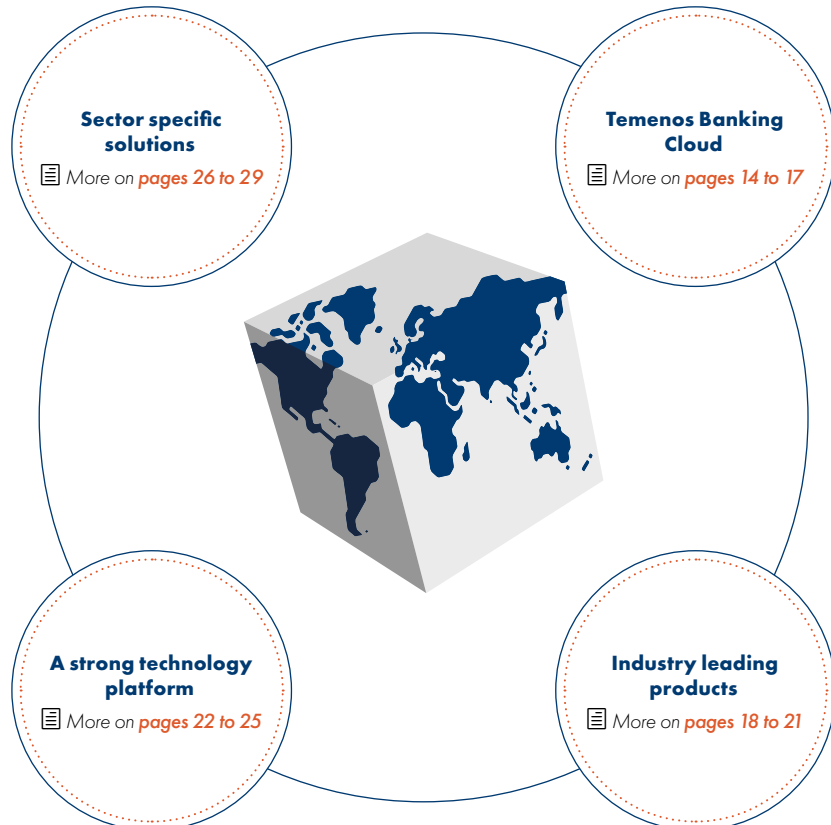 Sector specific
solutions
More on pages 26 to 29
Temenos Banking
Cloud
More on pages 14 to 17
A strong technology
platform
More on pages 22 to 25
Industry leading
products
More on pages 18 to 21